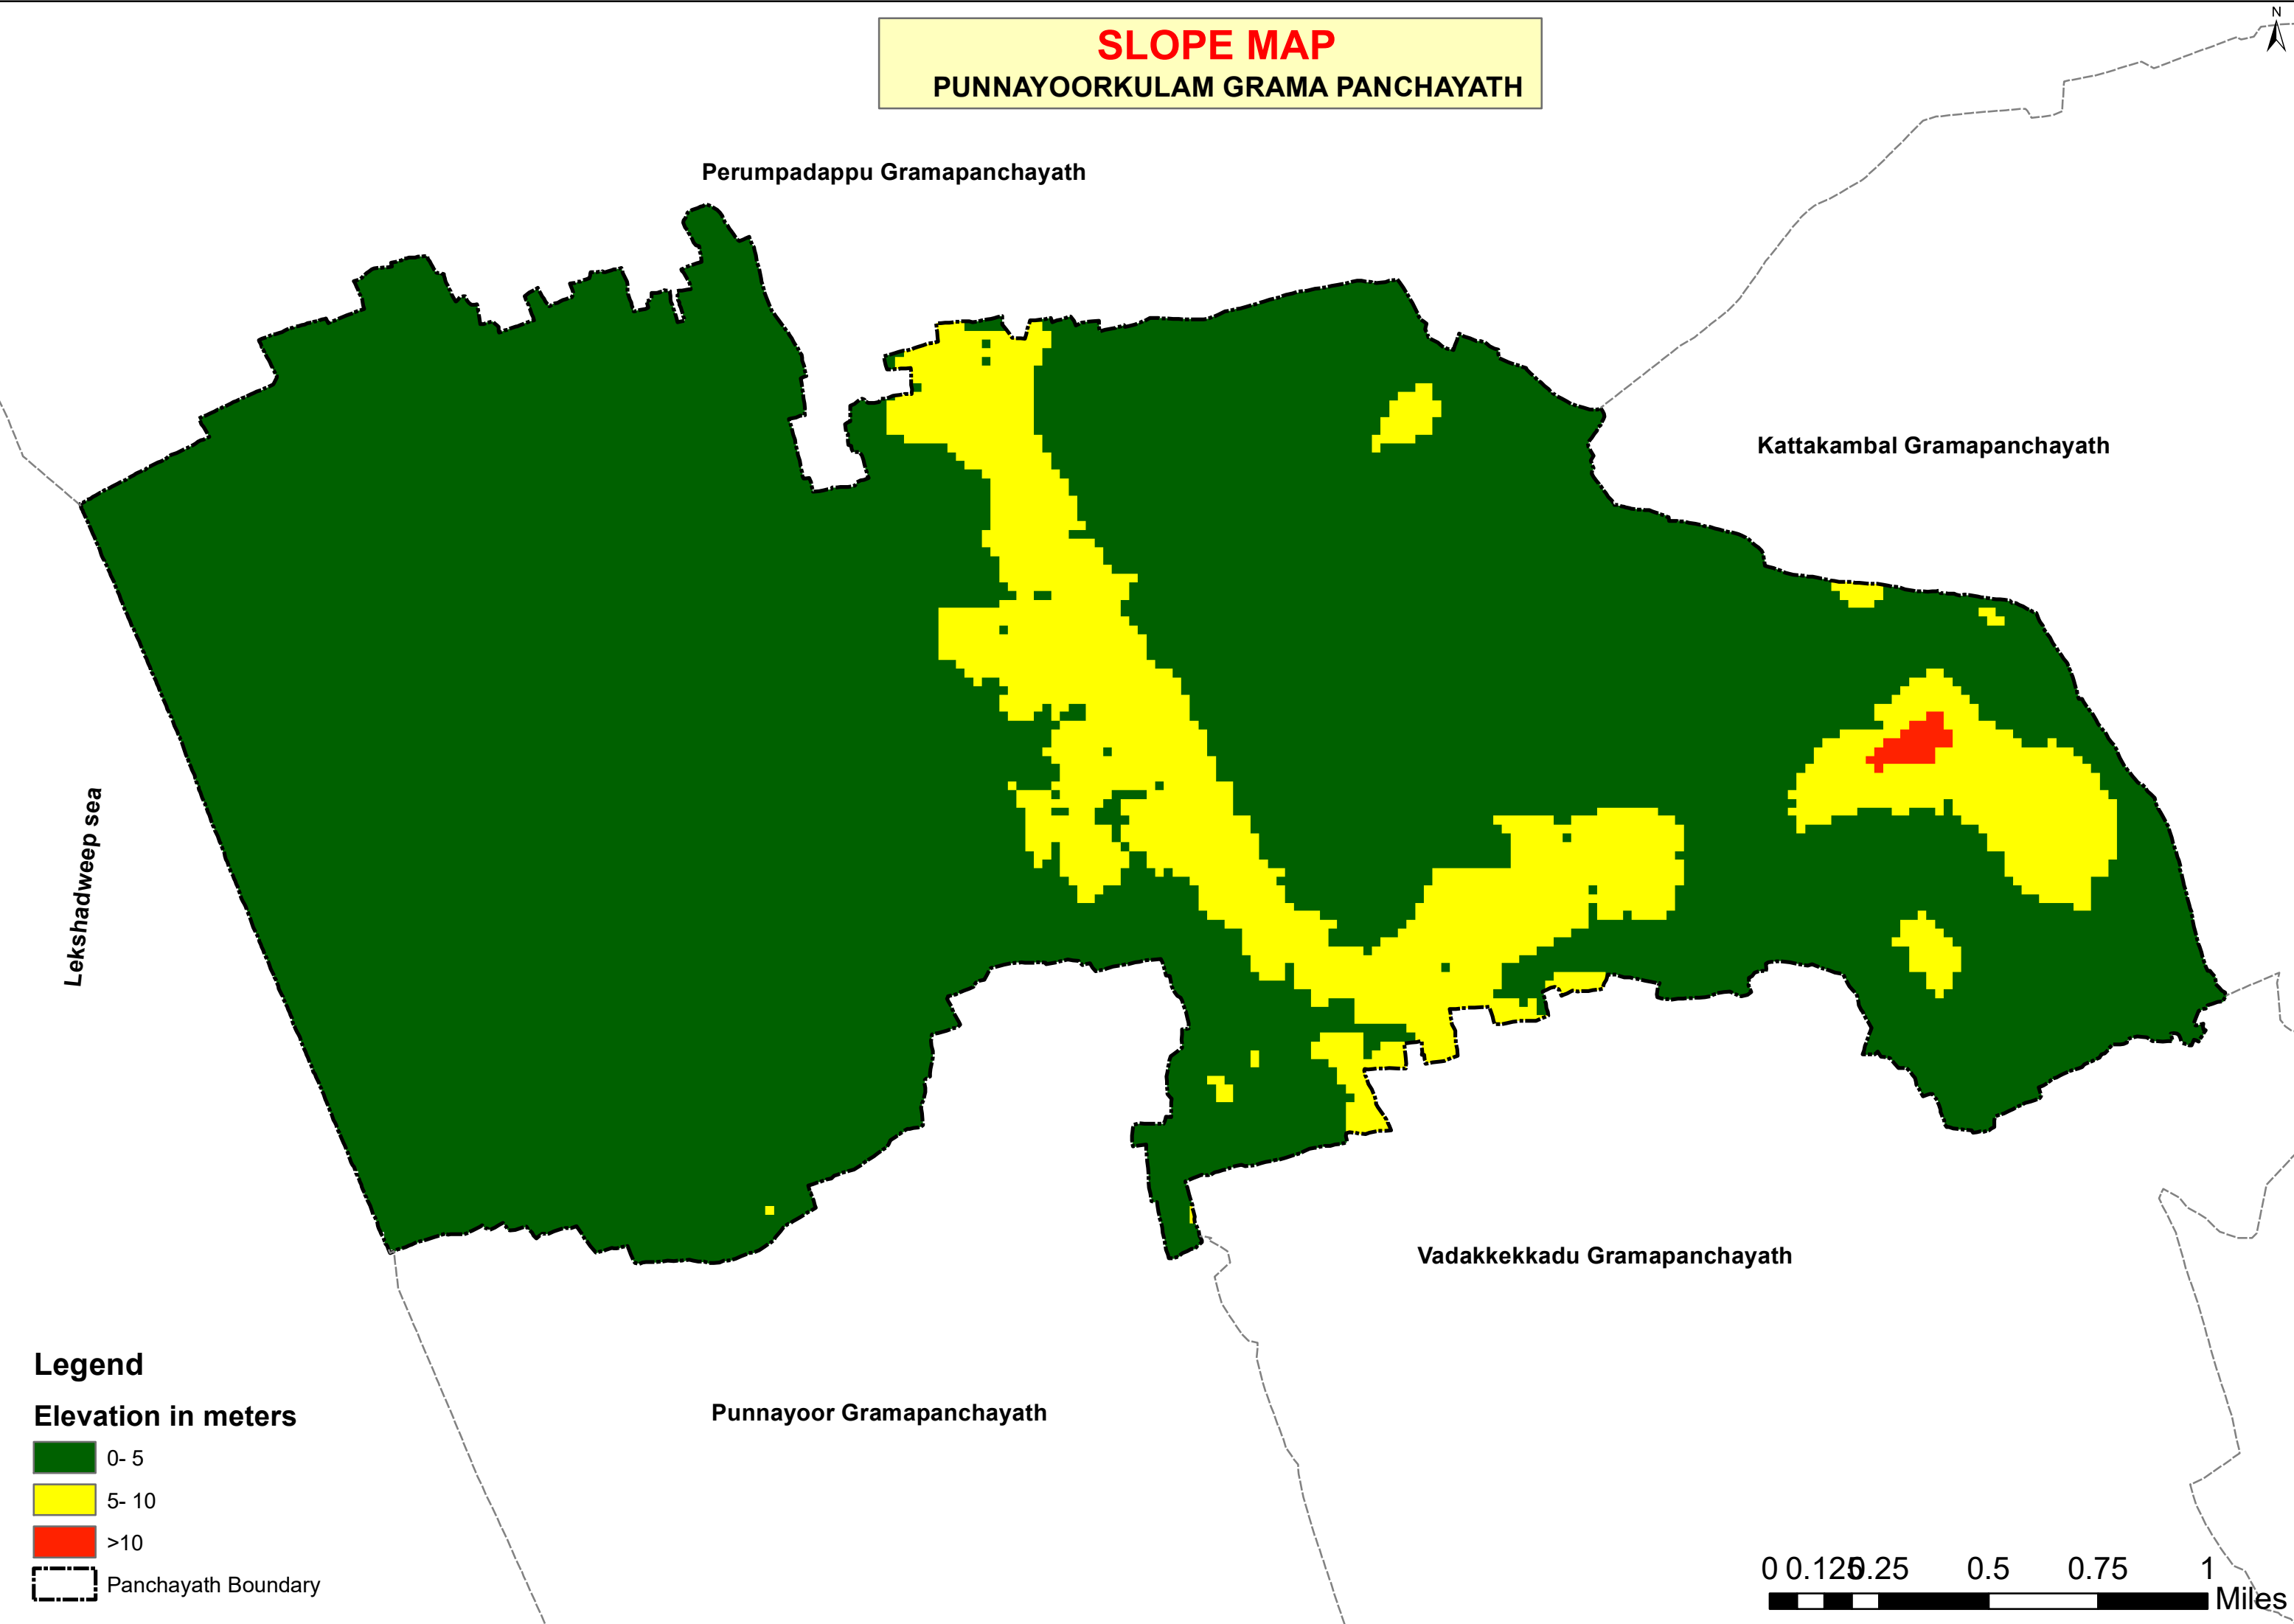 N
SLOPE MAP
PUNNAYOORKULAM GRAMA PANCHAYATH
Perumpadappu Gramapanchayath
Kattakambal Gramapanchayath
Lekshadweep sea
Vadakkekkadu Gramapanchayath
Punnayoor Gramapanchayath
Legend
Elevation in meters
0- 5
5- 10
>10
Panchayath Boundary
0 0.125 0.25 0.5 0.75 1
Miles